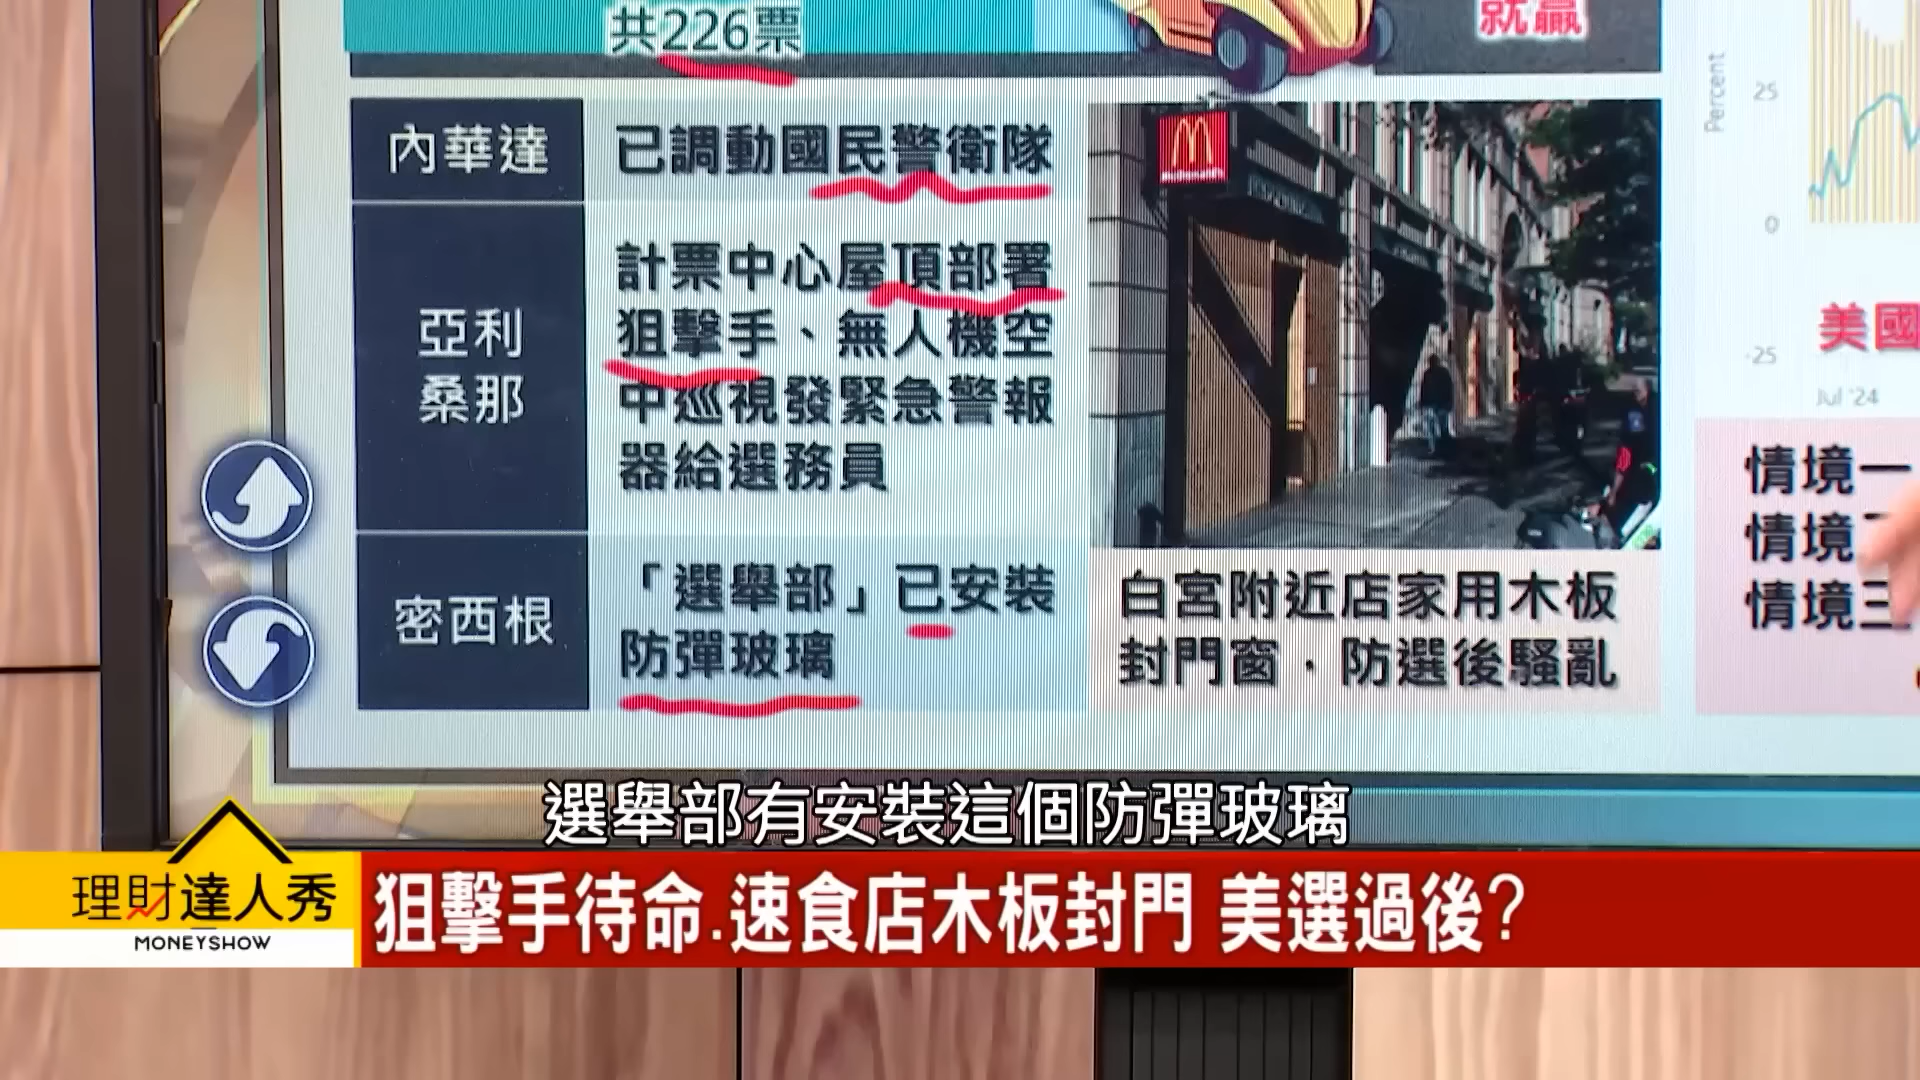 共226票
就贏
內華達
已調動國民警衛隊
亞利
桑那
計票中心屋頂部署
狙擊手、無人機空
中巡視發緊急警報
器給選務員
密西根
「選舉部」已安裝
防彈玻璃
McDonald's
白宮附近店家用木板
封門窗．防選後騷亂
Percent
25
0
-25
Jul '24
美國
情境一
情境
情境三
選舉部有安裝這個防彈玻璃
理財達人秀
MONEYSHOW
狙擊手待命.速食店木板封門 美選過後?